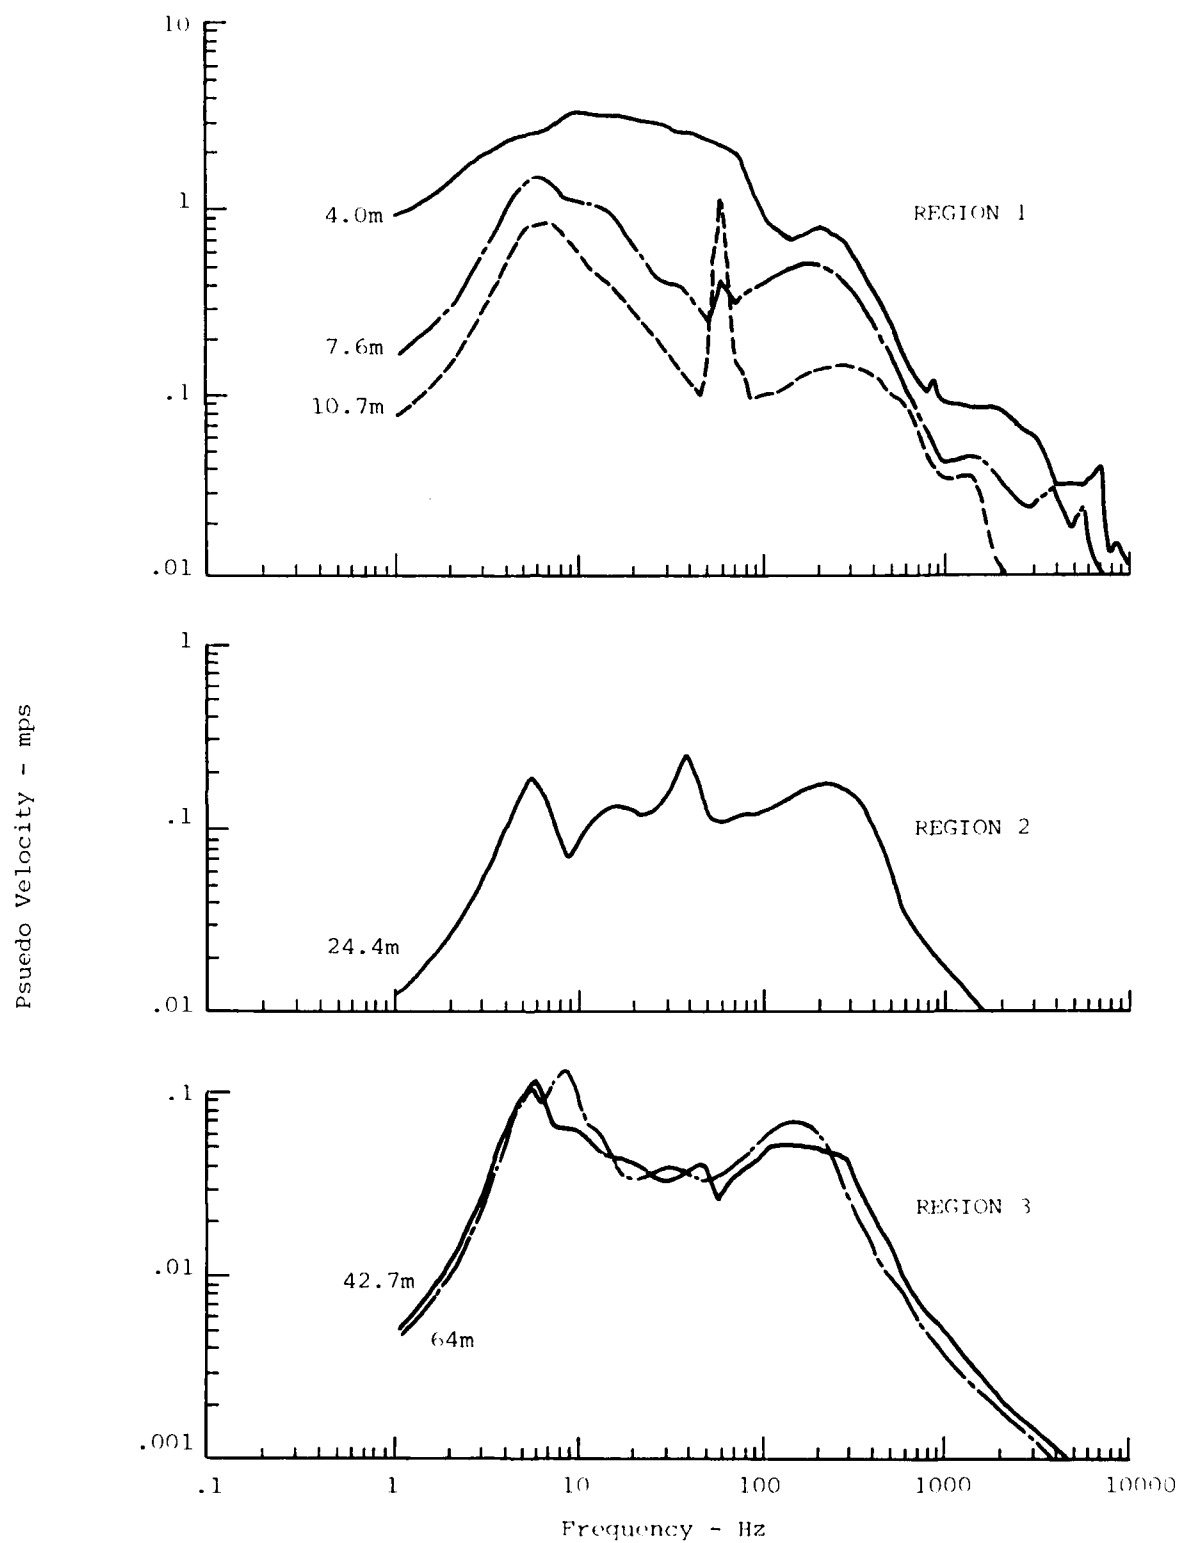 10
1
.1
.01
4.0m
7.6m
10.7m
REGION 1
1
.1
.01
24.4m
REGION 2
Psuedo Velocity - mps
.1
.01
.001
42.7m
64m
REGION 3
.1 1 10 100 1000 10000
Frequency - Hz